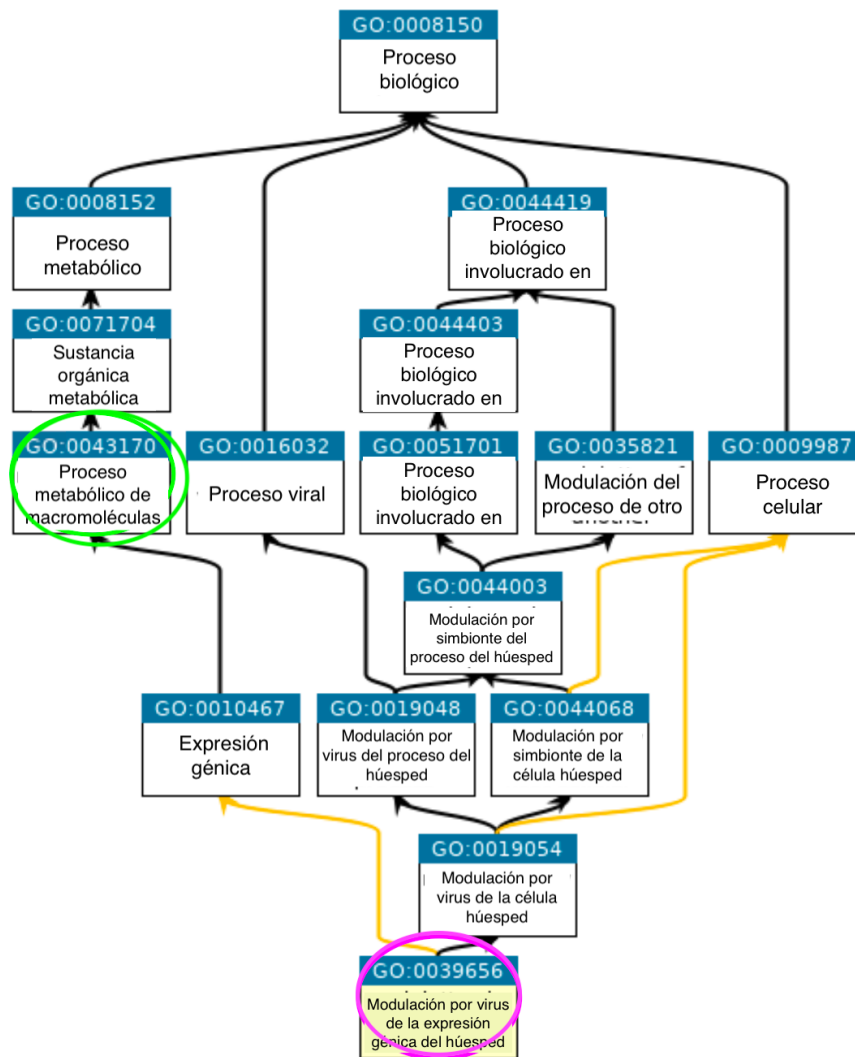 GO:0008150
Proceso
biológico
GO:0008152
Proceso
metabólico
GO:0044419
Proceso
biológico
involucrado en
GO:0071704
Sustancia
orgánica
metabólica
GO:0044403
Proceso
biológico
involucrado en
GO:0043170
Proceso
metabólico de
macromoléculas
GO:0016032
Proceso viral
GO:0051701
Proceso
biológico
involucrado en
GO:0035821
Modulación del
proceso de otro
GO:0009987
Proceso
celular
GO:0044003
Modulación por
simbionte del
proceso del húesped
GO:0010467
Expresión
génica
GO:0019048
Modulación por
virus del proceso del
húesped
GO:0044068
Modulación por
simbionte de la
célula húesped
GO:0019054
Modulación por
virus de la célula
húesped
GO:0039656
Modulación por virus
de la expresión
génica del húesped